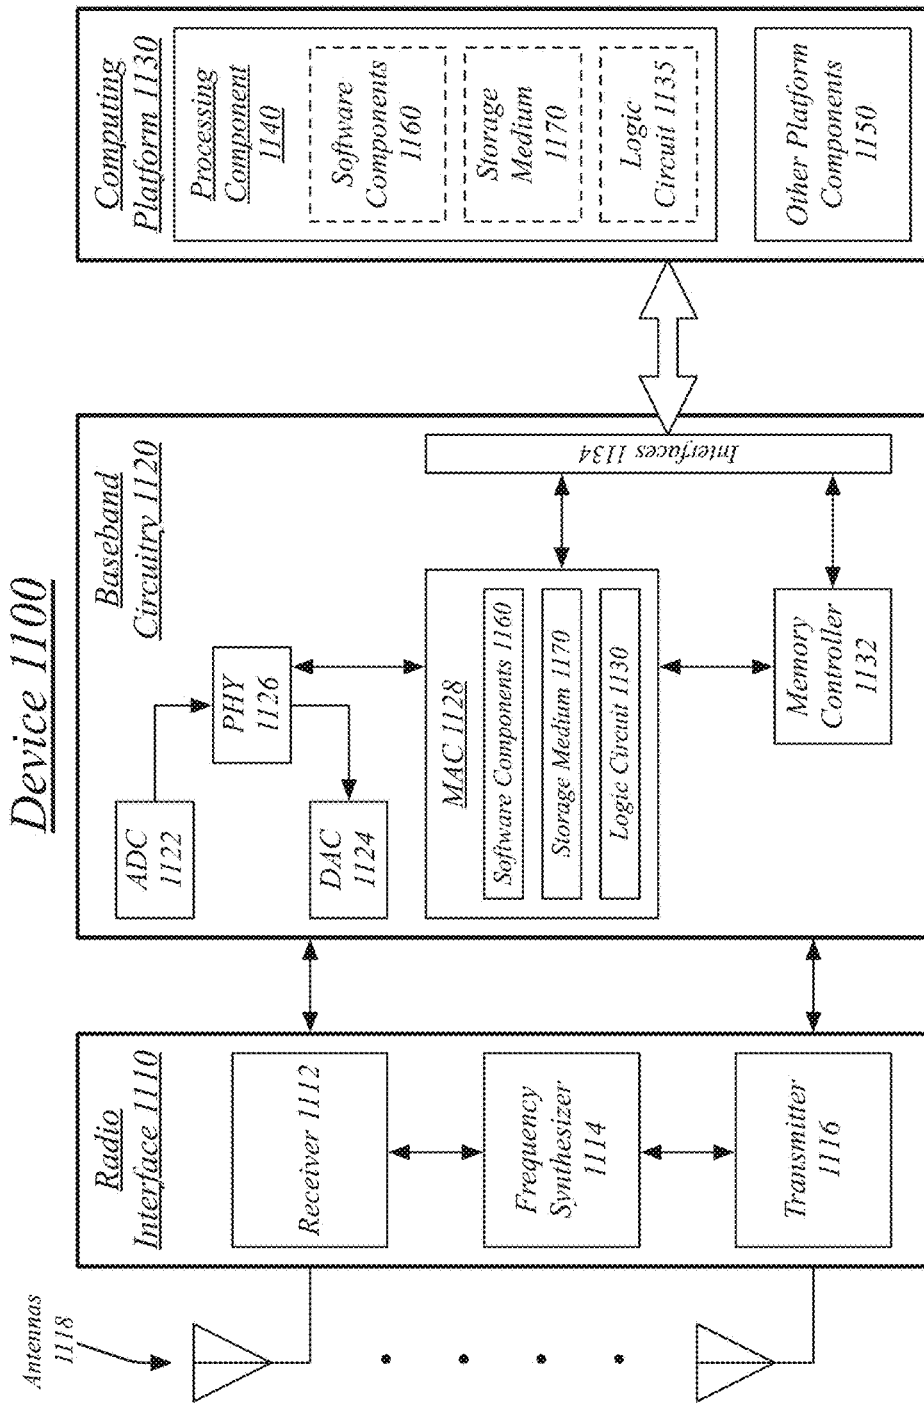 Device 1100
Antennas
1118
Radio
Interface 1110
Receiver 1112
Frequency
Synthesizer
1114
Transmitter
1116
Baseband
Circuitry 1120
ADC
1122
PHY
1126
DAC
1124
MAC 1128
Software Components 1160
Storage Medium 1170
Logic Circuit 1130
Memory
Controller
1132
Interfaces 1134
Computing
Platform 1130
Processing
Component
1140
Software
Components
1160
Storage
Medium
1170
Logic
Circuit 1135
Other Platform
Components
1150